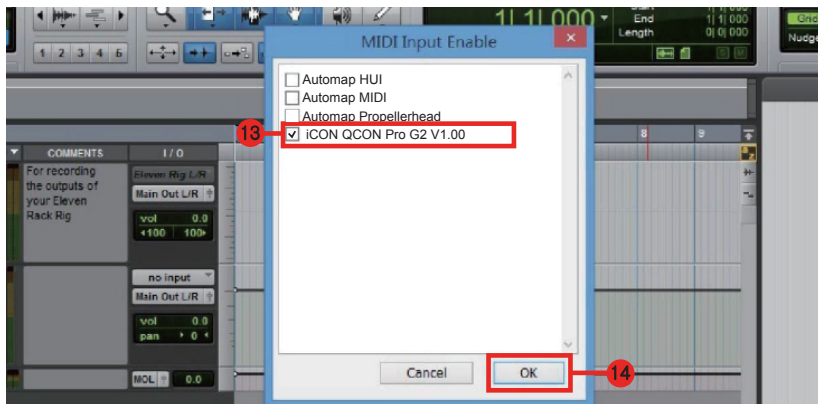 1| 1| 000
End
1| 1| 000
Length
0| 0| 000
Grid
Nudge
1 2 3 4 5
MIDI Input Enable
Automap HUI
Automap MIDI
Automap Propellerhead
13
iCON QCON Pro G2 V1.00
8
9
COMMENTS
I / O
For recording
the outputs of
your Eleven
Rack Rig
Eleven Rig L/R
Main Out L/R
vol 0.0
100 100
no input
Main Out L/R
vol 0.0
pan 0
MOL 0.0
Cancel
OK
14